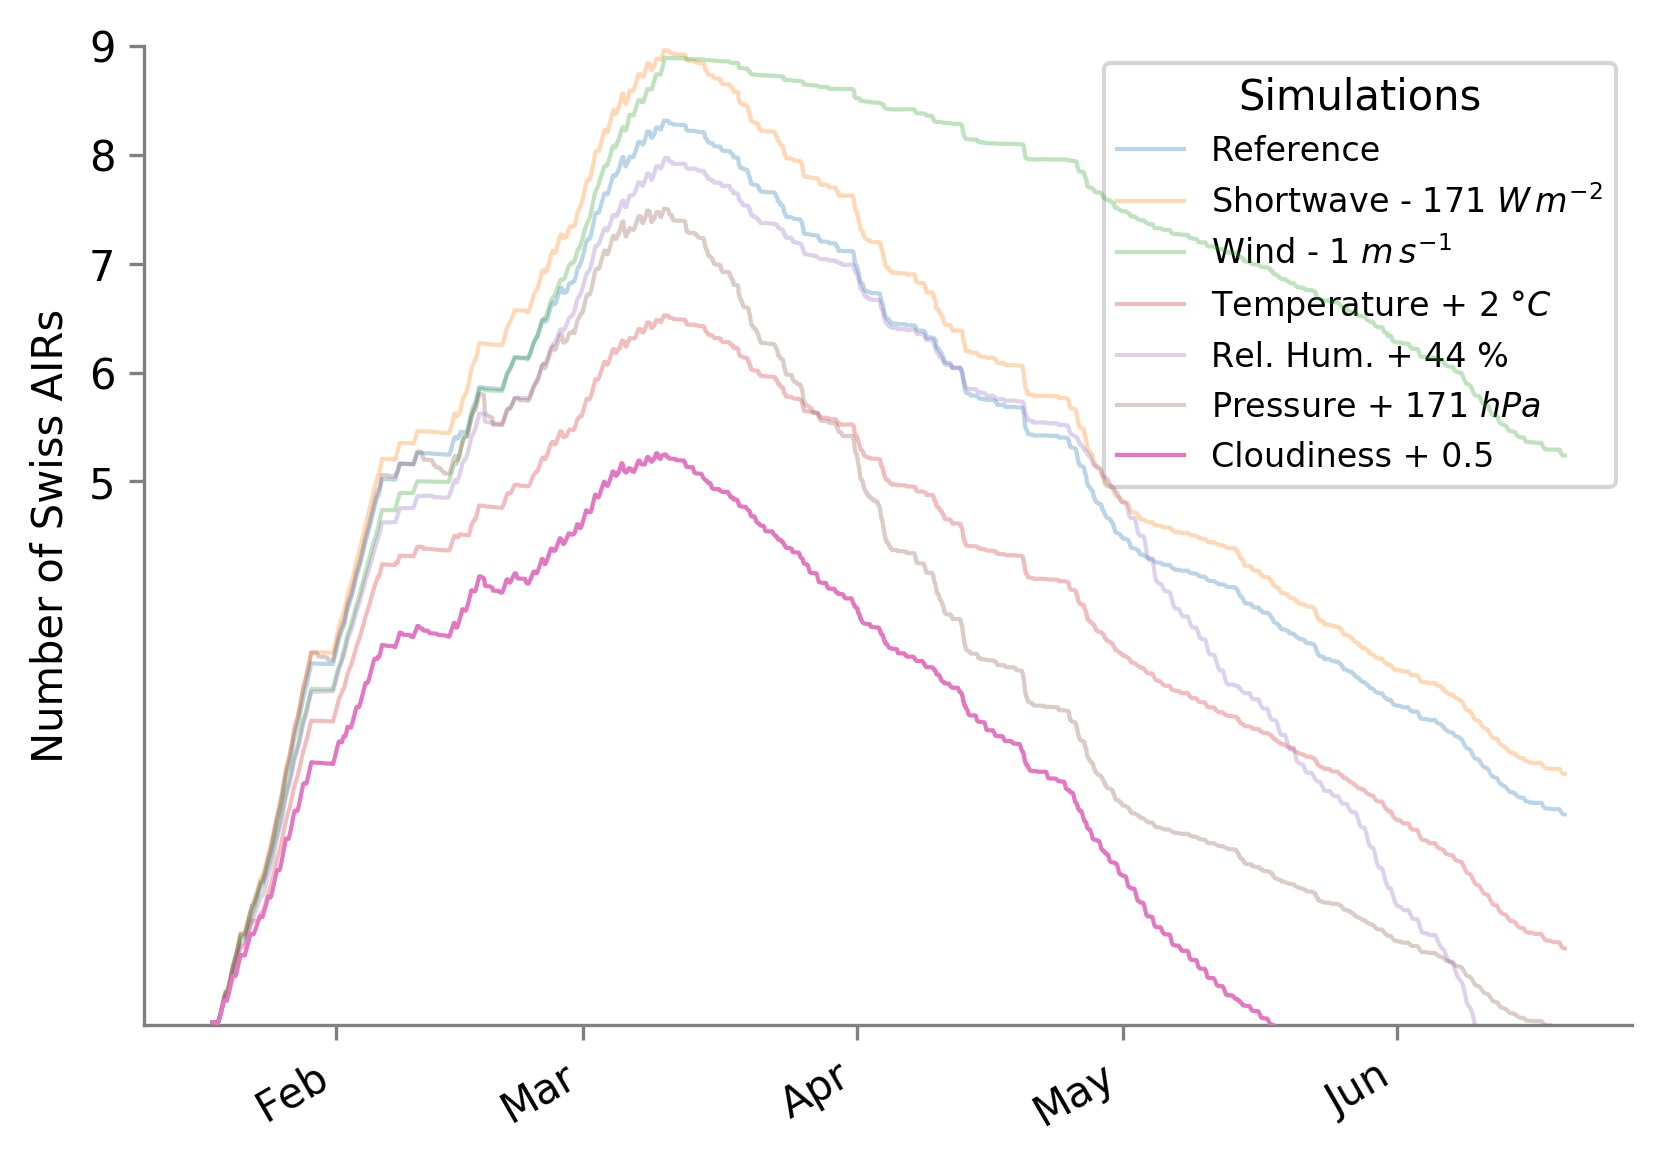 9
8
7
6
5
Number of Swiss AIRs
Simulations
Reference
Shortwave - 171 W m⁻²
Wind - 1 m s⁻¹
Temperature + 2 °C
Rel. Hum. + 44 %
Pressure + 171 hPa
Cloudiness + 0.5
Feb Mar Apr May Jun